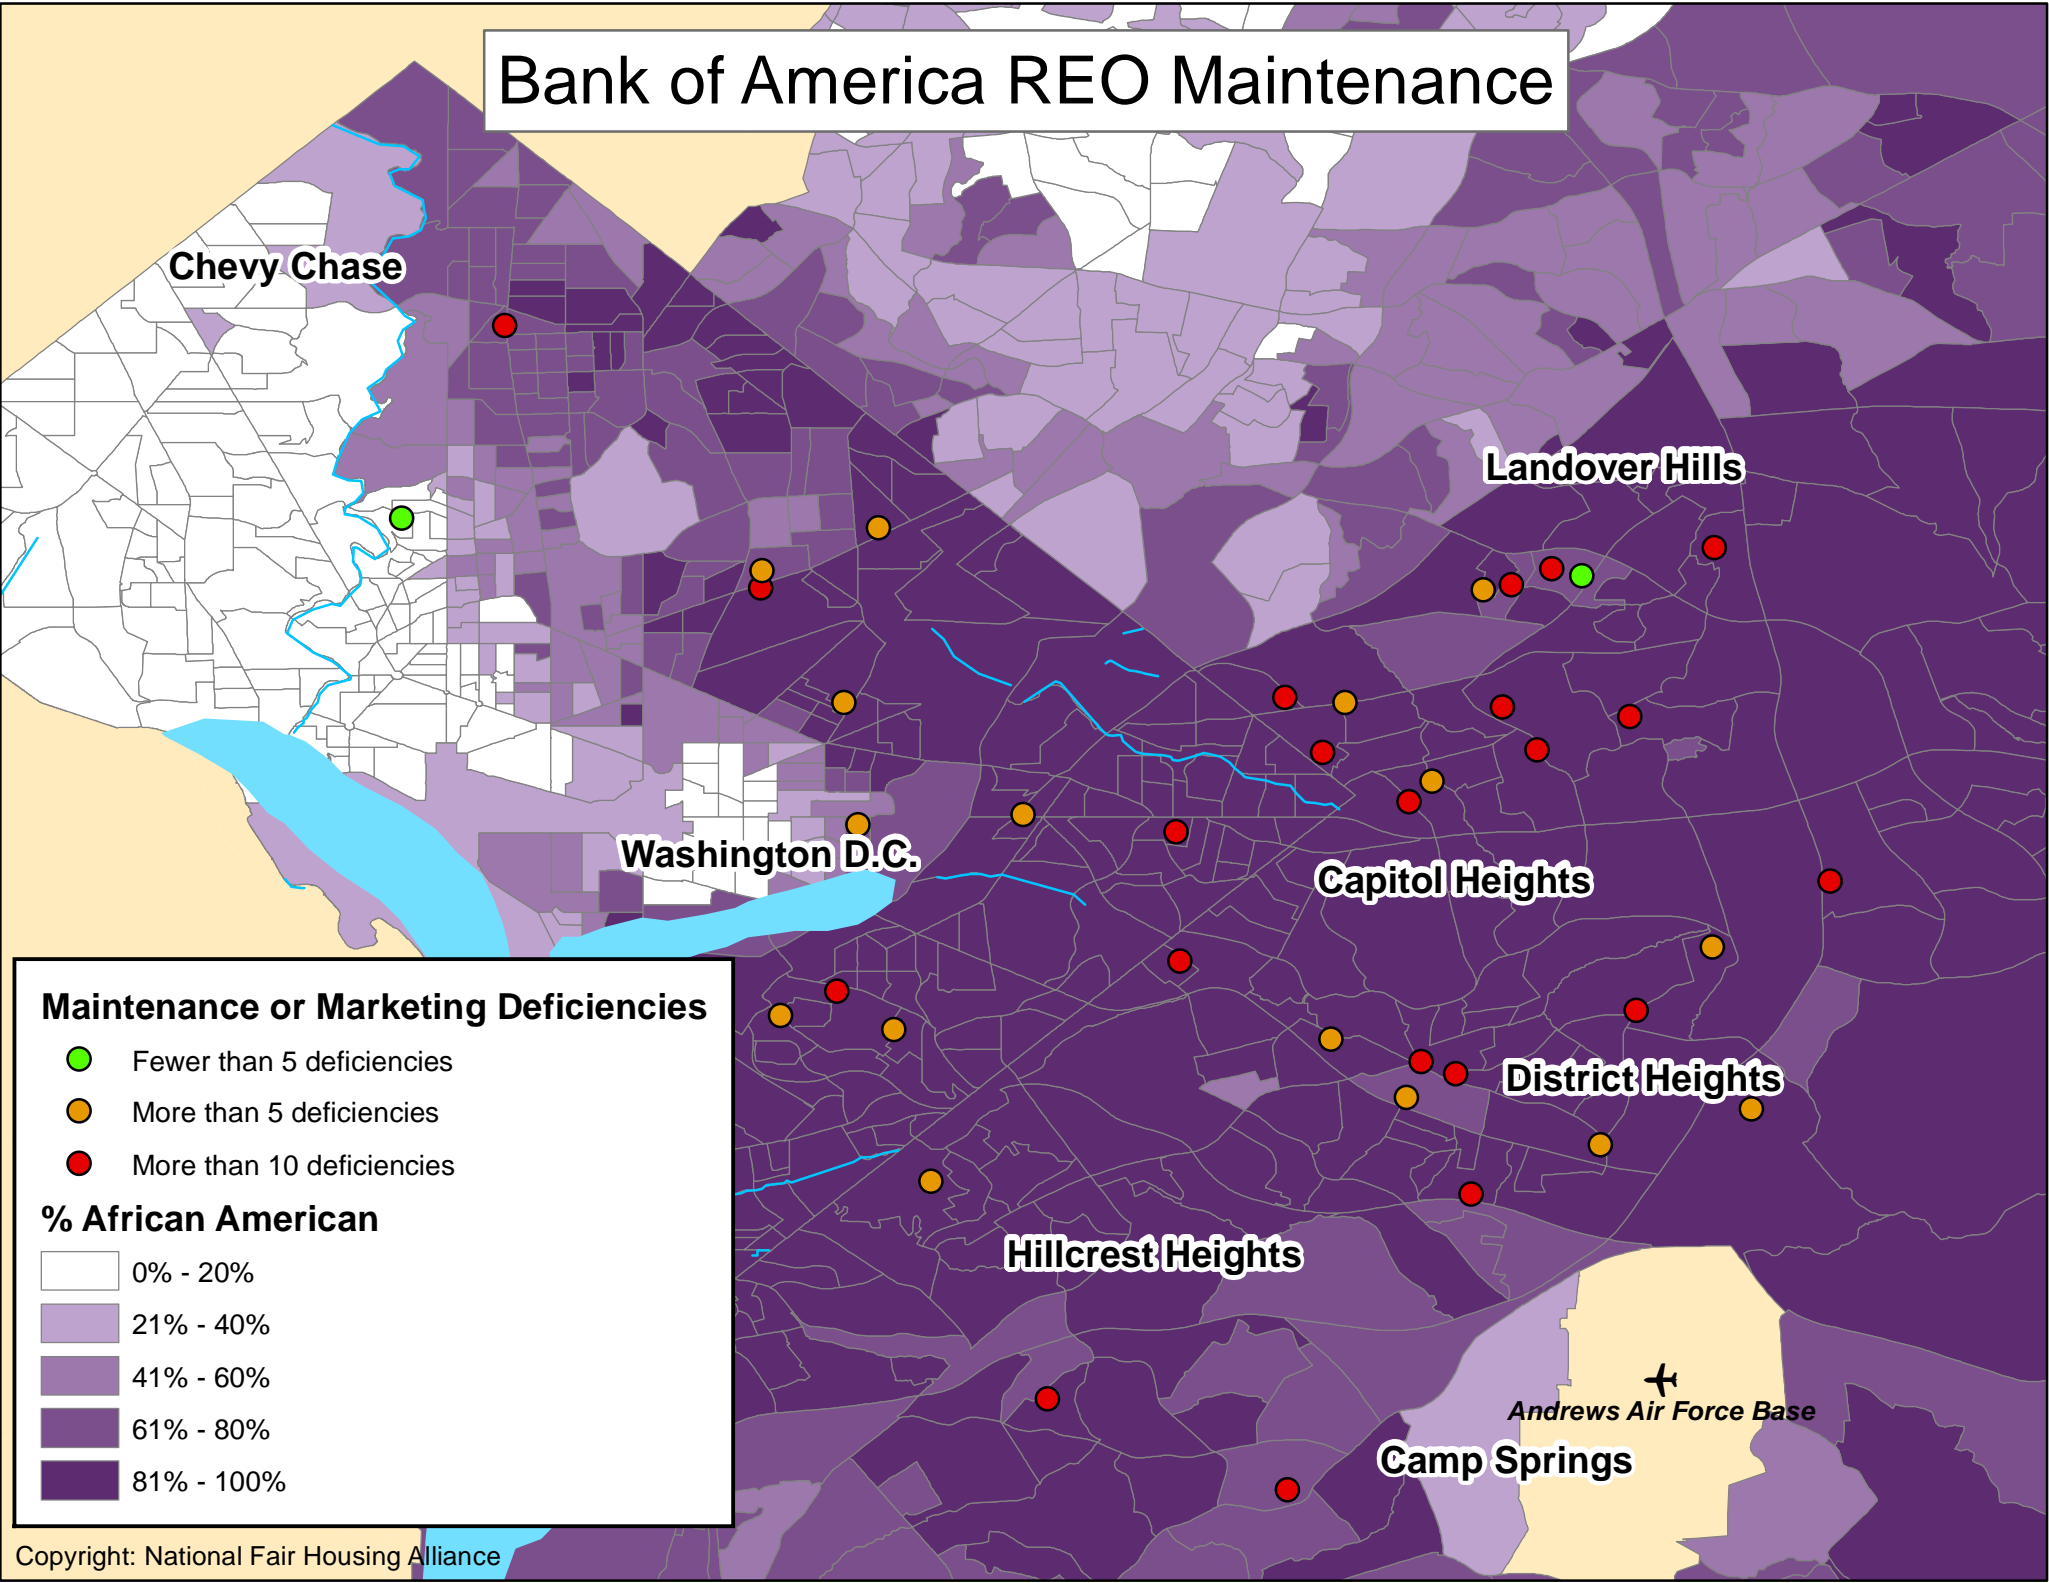 Bank of America REO Maintenance
Chevy Chase
Landover Hills
Washington D.C.
Capitol Heights
District Heights
Hillcrest Heights
Andrews Air Force Base
Camp Springs
Maintenance or Marketing Deficiencies
Fewer than 5 deficiencies
More than 5 deficiencies
More than 10 deficiencies
% African American
0% - 20%
21% - 40%
41% - 60%
61% - 80%
81% - 100%
Copyright: National Fair Housing Alliance